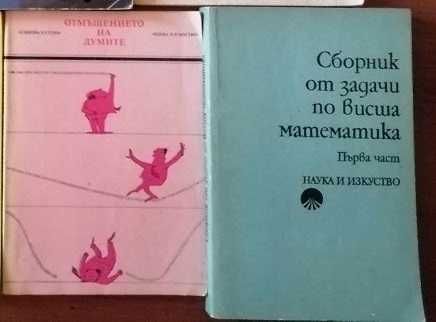 ОТМЪЩЕНИЕТО
НА
ДУМИТЕ
Сборник
от задачи
по висша
математика
Първа част
НАУКА И ИЗКУСТВО